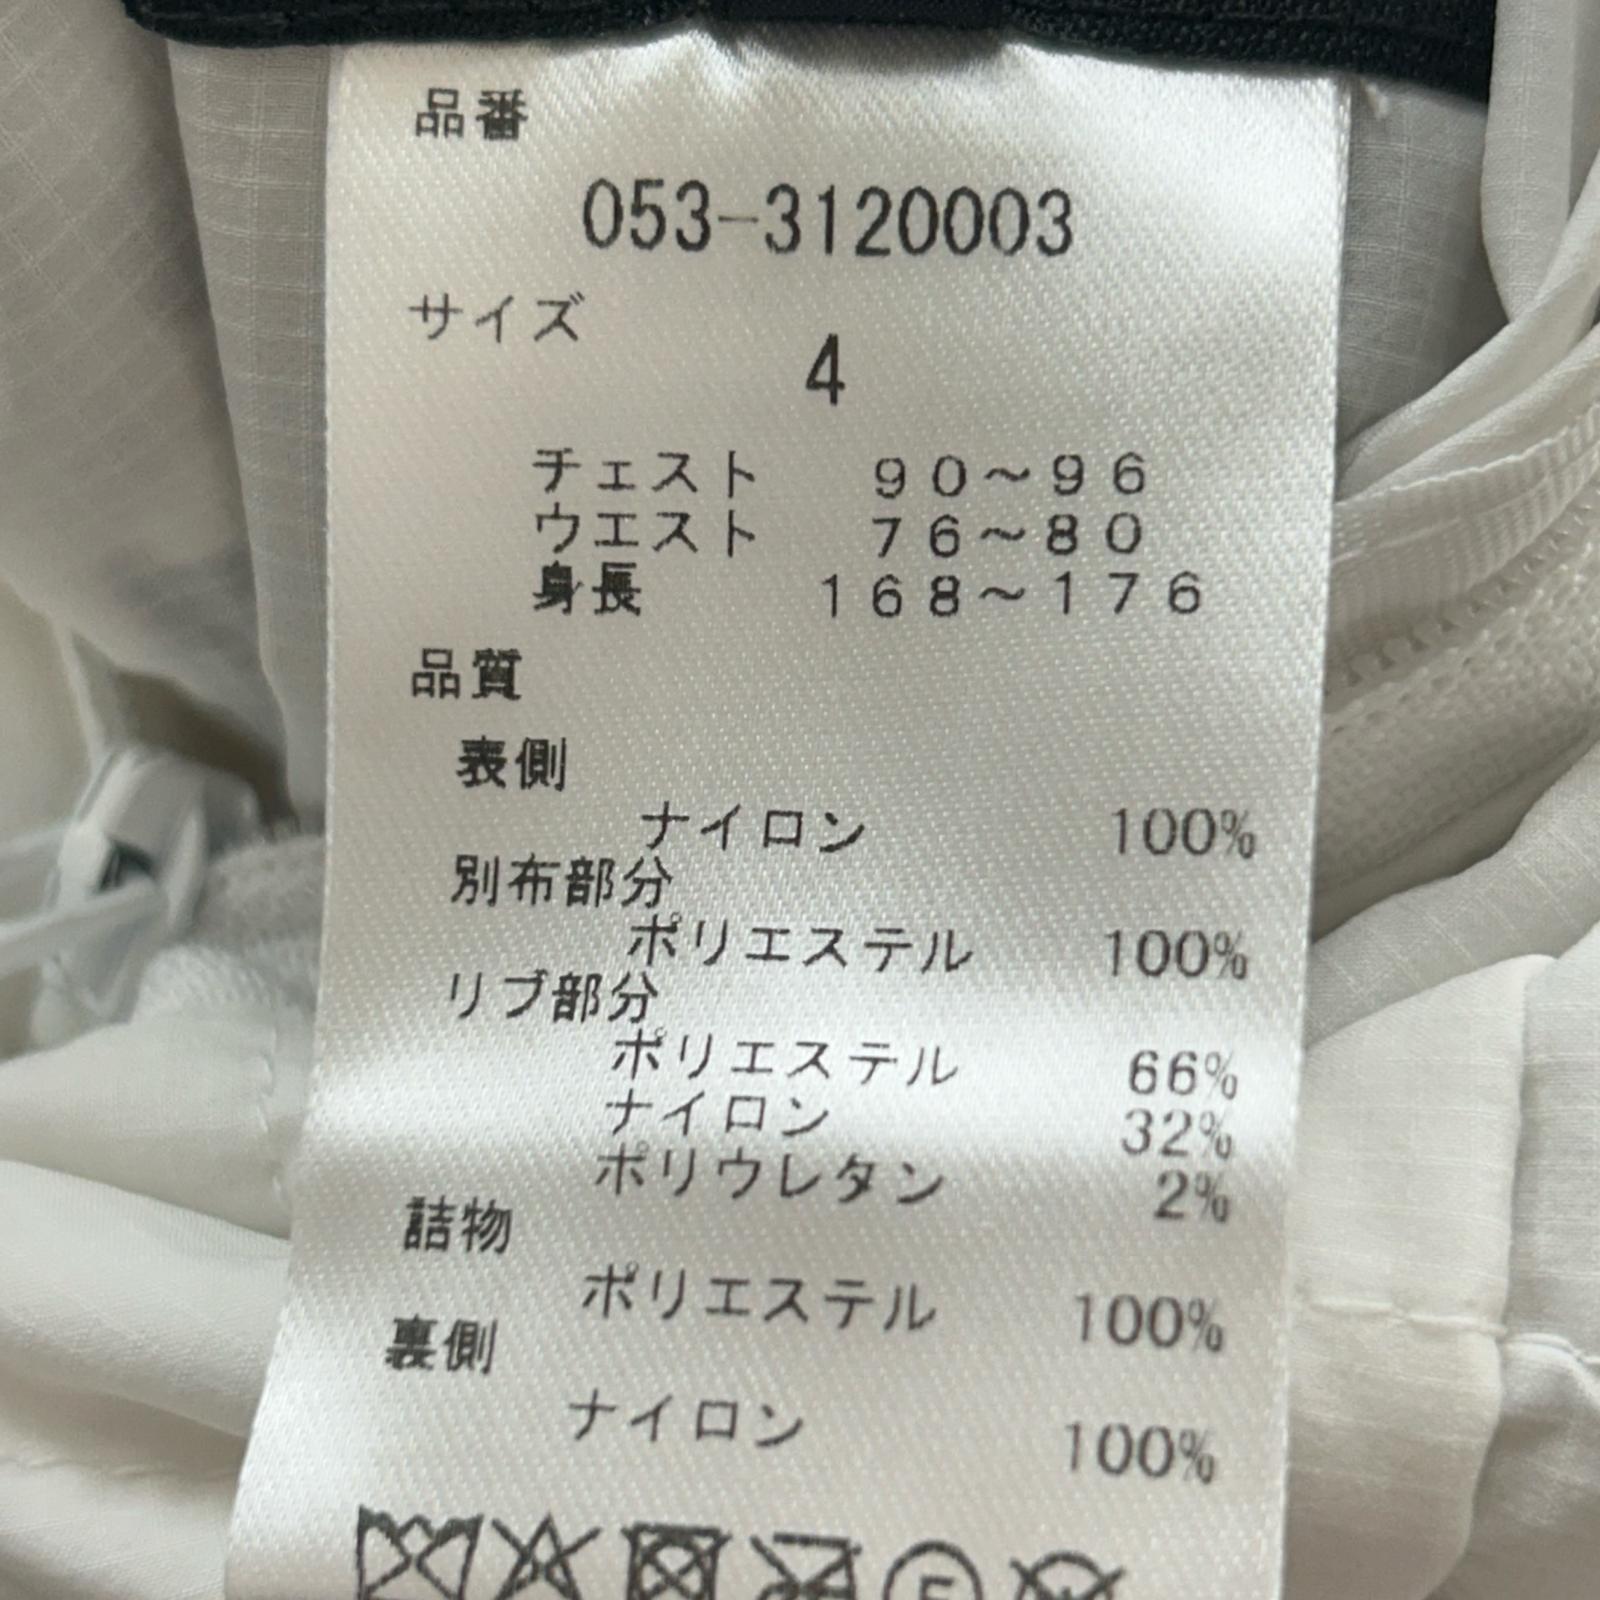 品番
053-3120003
サイズ
4
チェスト 90～96
ウエスト 76～80
身長 168～176
品質
表側
ナイロン 100%
別布部分
ポリエステル 100%
リブ部分
ポリエステル 66%
ナイロン 32%
ポリウレタン 2%
詰物
ポリエステル 100%
裏側
ナイロン 100%